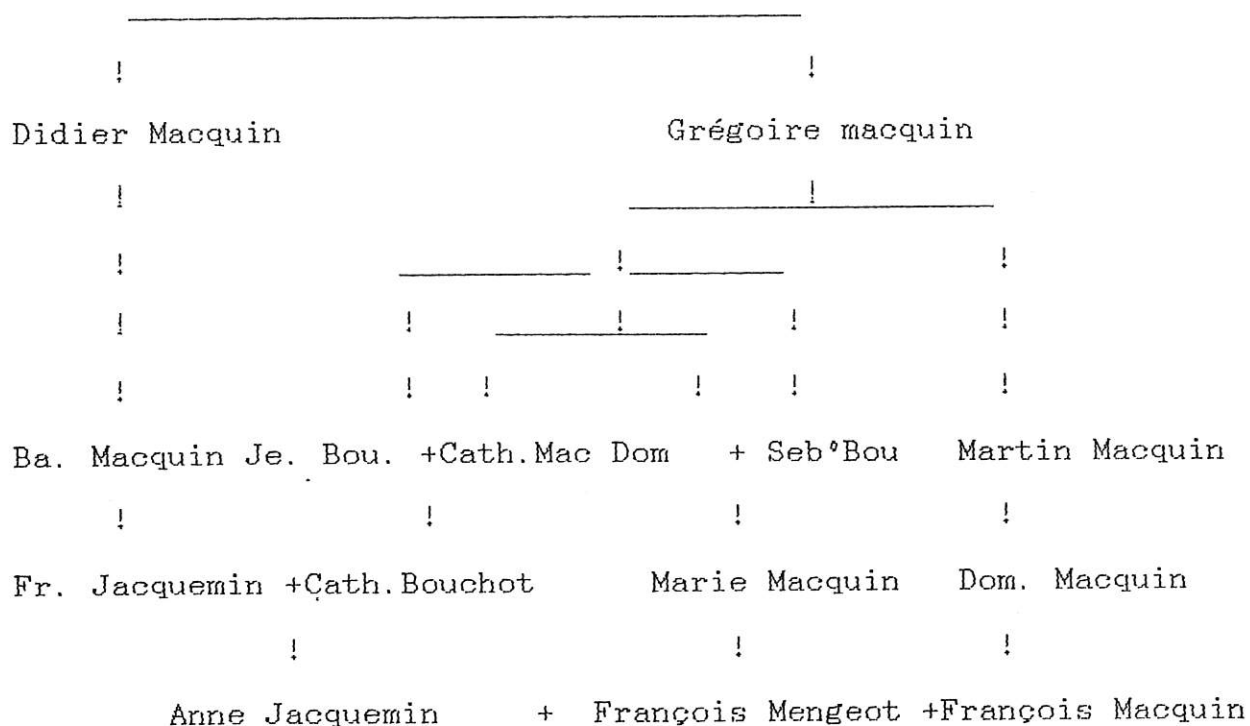 Didier Macquin Grégoire macquin
Ba. Macquin Je. Bou. +Cath.Mac Dom + Seb°Bou Martin Macquin
Fr. Jacquemin +Cath.Bouchot Marie Macquin Dom. Macquin
Anne Jacquemin + François Mengeot +François Macquin